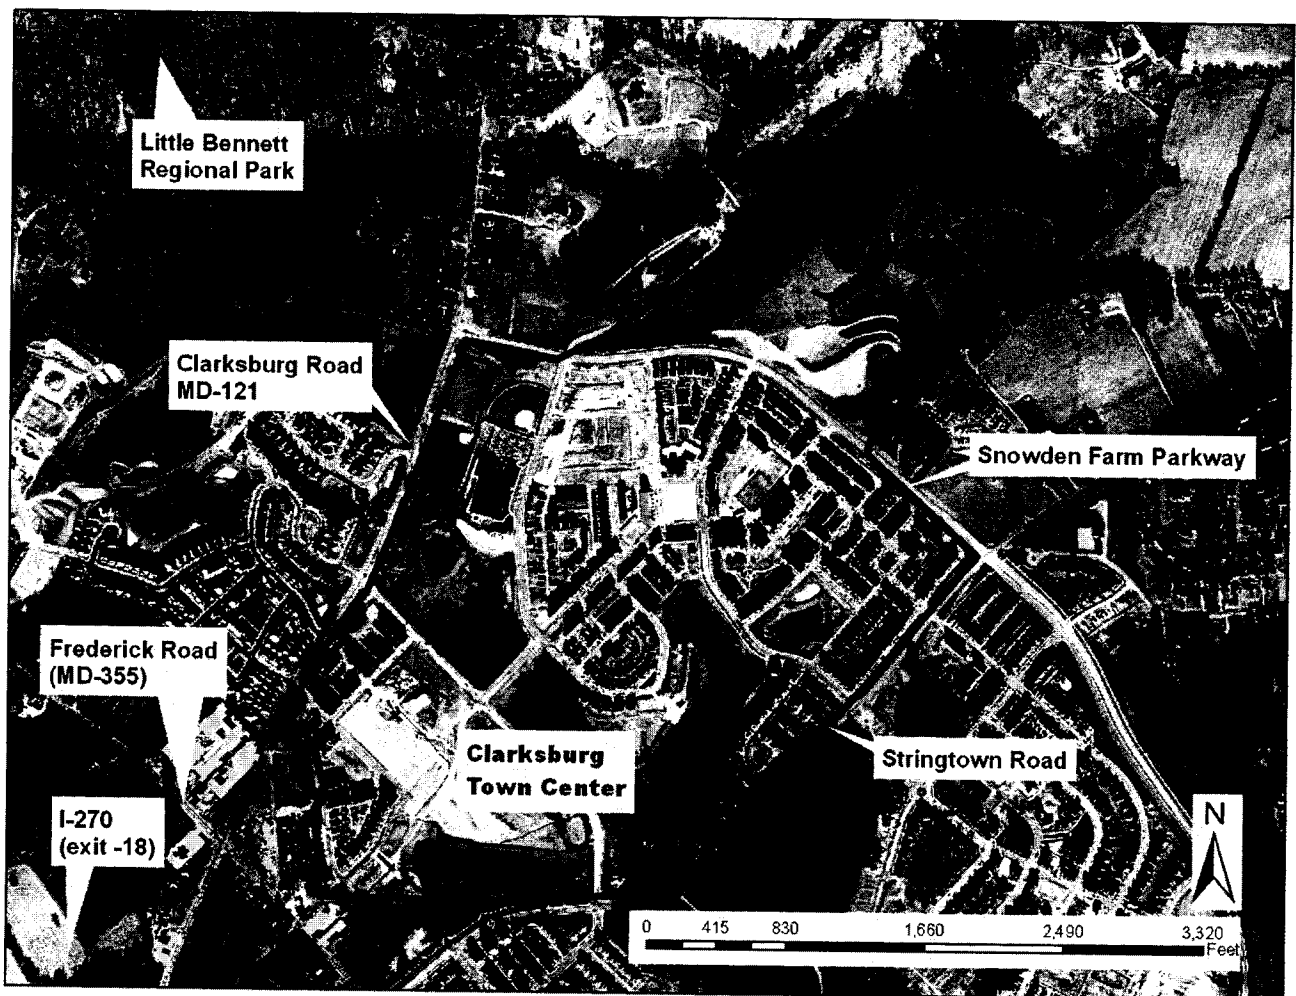 Little Bennett
Regional Park
Clarksburg Road
MD-121
Snowden Farm Parkway
Frederick Road
(MD-355)
Clarksburg
Town Center
Stringtown Road
I-270
(exit -18)
N
0 415 830 1,660 2,490 3,320
Feet